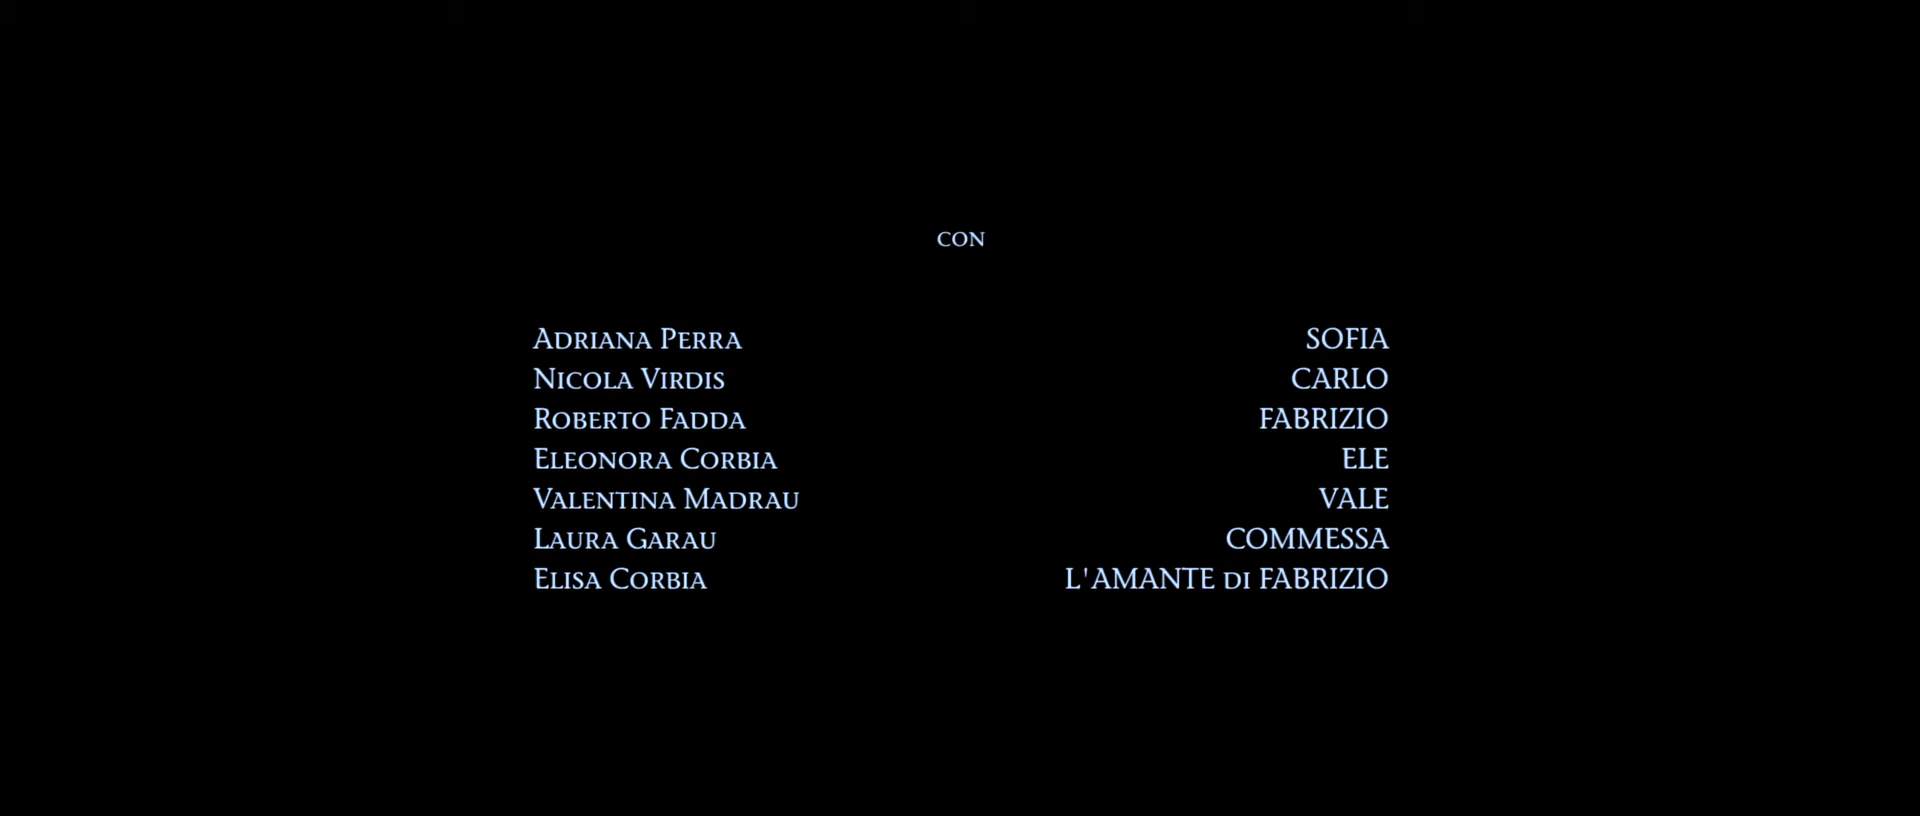 CON
ADRIANA PERRA SOFIA
NICOLA VIRDIS CARLO
ROBERTO FADDA FABRIZIO
ELEONORA CORBIA ELE
VALENTINA MADRAU VALE
LAURA GARAU COMMESSA
ELISA CORBIA L'AMANTE DI FABRIZIO